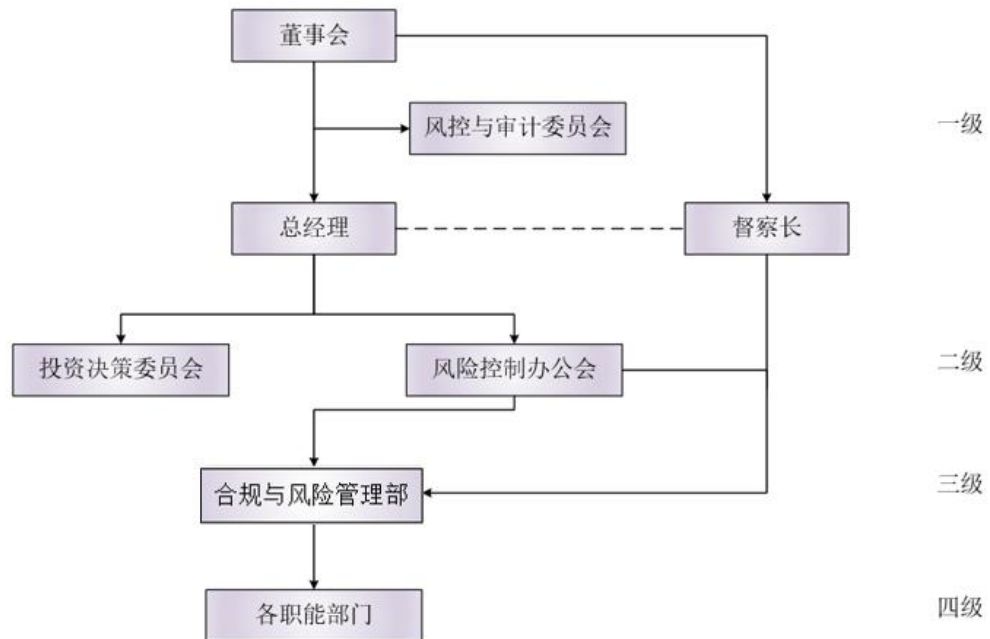 董事会
风控与审计委员会
一级
总经理
督察长
投资决策委员会
风险控制办公会
二级
合规与风险管理部
三级
各职能部门
四级